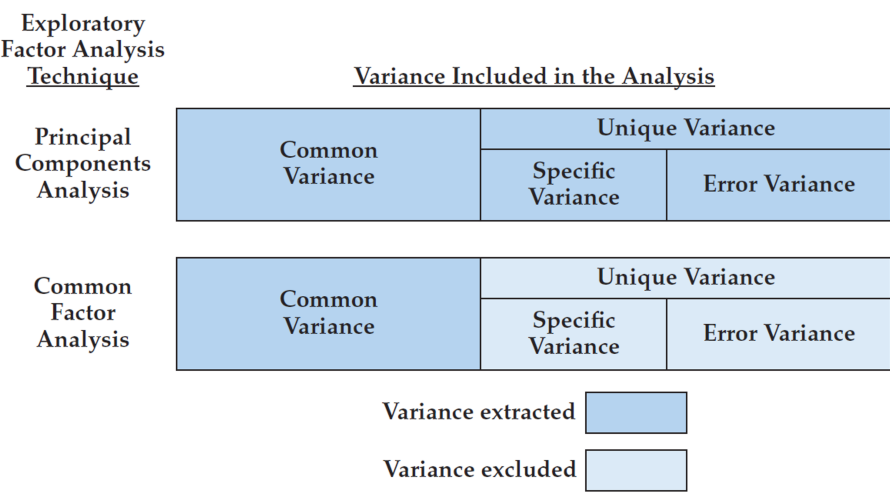 Exploratory
Factor Analysis
Technique
Variance Included in the Analysis
Principal
Components
Analysis
Common
Variance
Unique Variance
Specific
Variance
Error Variance
Common
Factor
Analysis
Common
Variance
Unique Variance
Specific
Variance
Error Variance
Variance extracted
Variance excluded